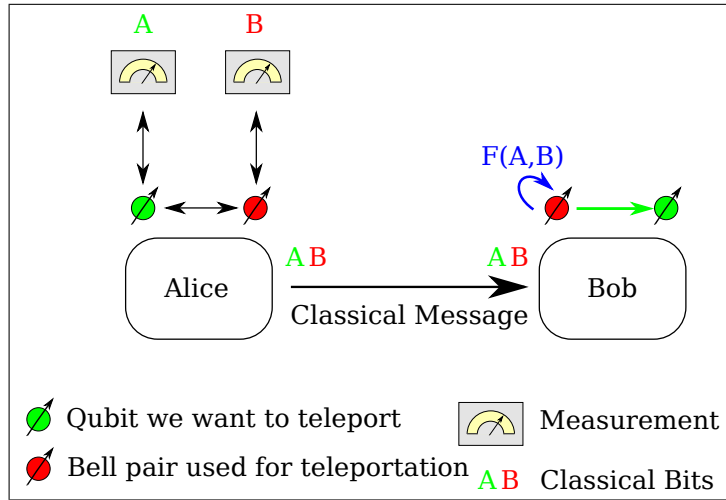 A B
F(A,B)
A B A B
Alice Bob
Classical Message
Qubit we want to teleport Measurement
Bell pair used for teleportation A B Classical Bits